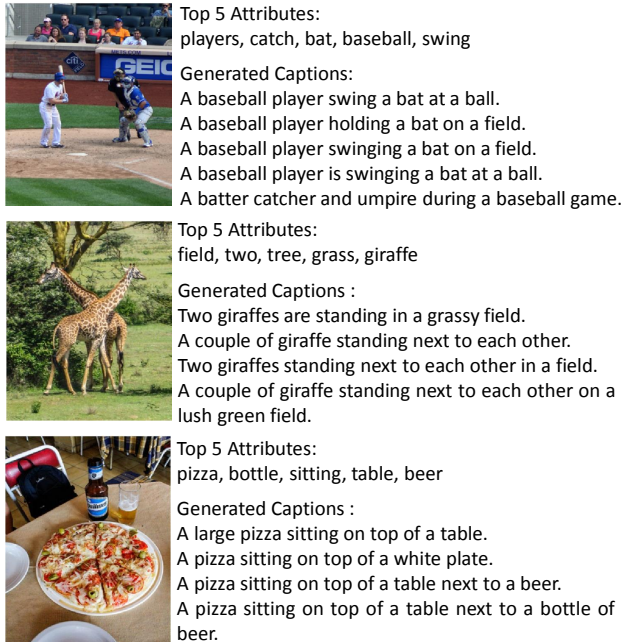 Top 5 Attributes:
players, catch, bat, baseball, swing
Generated Captions:
A baseball player swing a bat at a ball.
A baseball player holding a bat on a field.
A baseball player swinging a bat on a field.
A baseball player is swinging a bat at a ball.
A batter catcher and umpire during a baseball game.
citi
GEIC
Top 5 Attributes:
field, two, tree, grass, giraffe
Generated Captions :
Two giraffes are standing in a grassy field.
A couple of giraffe standing next to each other.
Two giraffes standing next to each other in a field.
A couple of giraffe standing next to each other on a
lush green field.
Top 5 Attributes:
pizza, bottle, sitting, table, beer
Generated Captions :
A large pizza sitting on top of a table.
A pizza sitting on top of a white plate.
A pizza sitting on top of a table next to a beer.
A pizza sitting on top of a table next to a bottle of
beer.